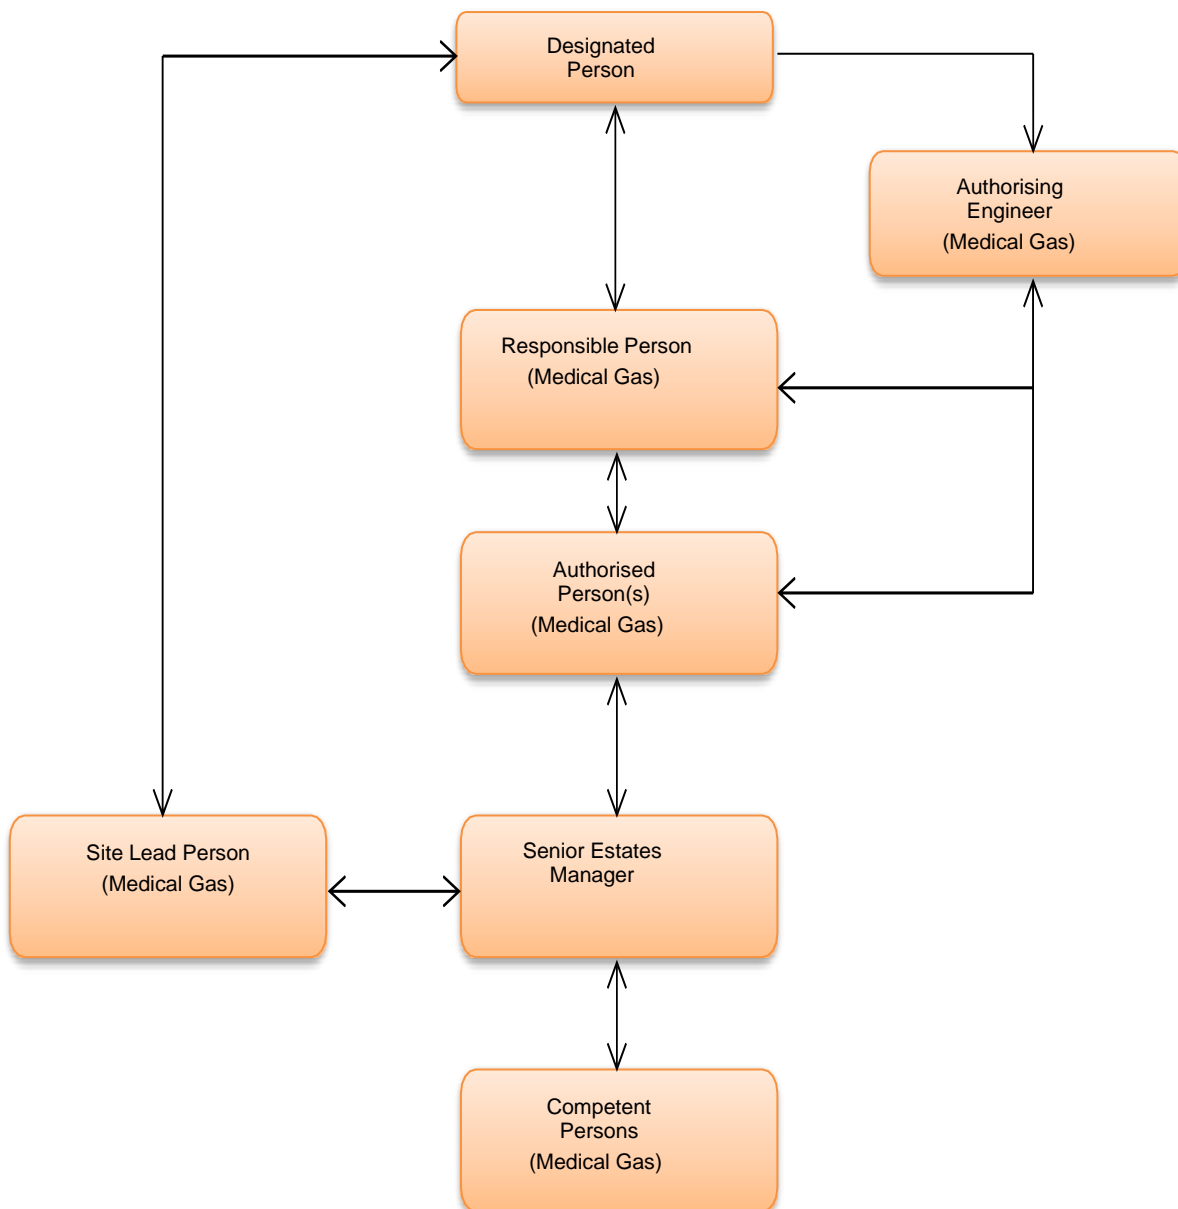 Designated
Person
Authorising
Engineer
(Medical Gas)
Responsible Person
(Medical Gas)
Authorised
Person(s)
(Medical Gas)
Site Lead Person
(Medical Gas)
Senior Estates
Manager
Competent
Persons
(Medical Gas)